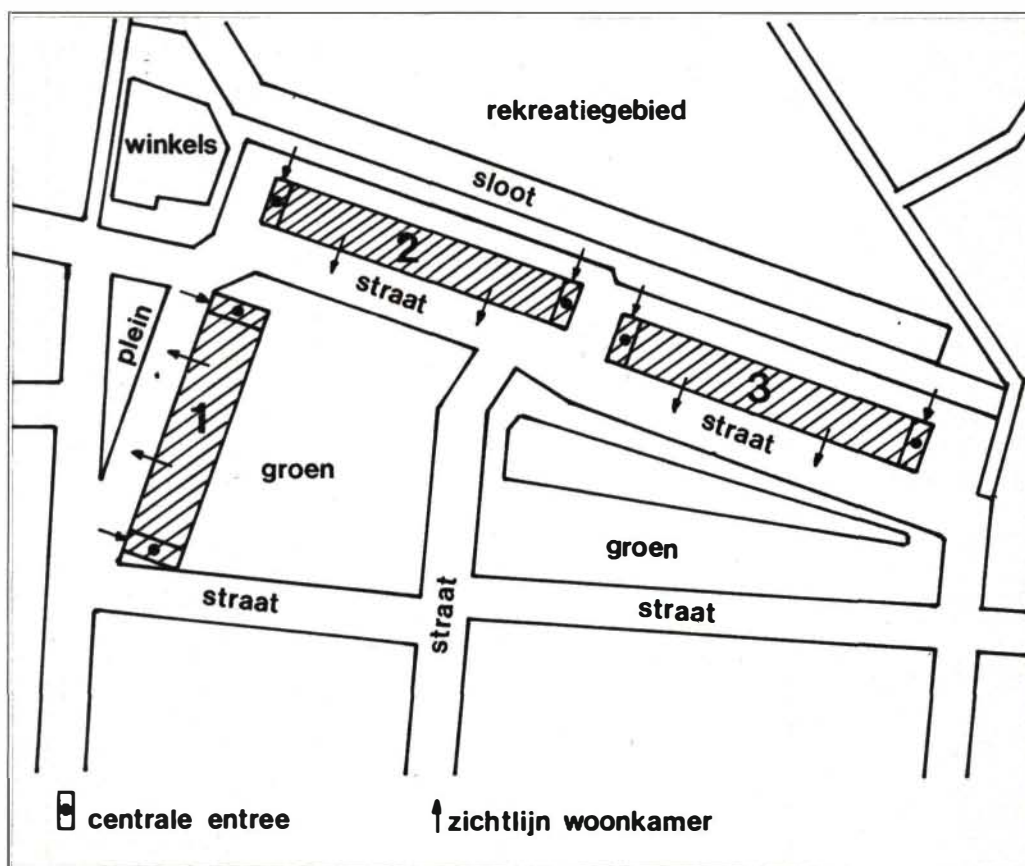 rekreatiegebied
winkels
sloot
2
straat
plein
1
3
straat
groen
groen
straat
straat
straat
centrale entree
zichtlijn woonkamer